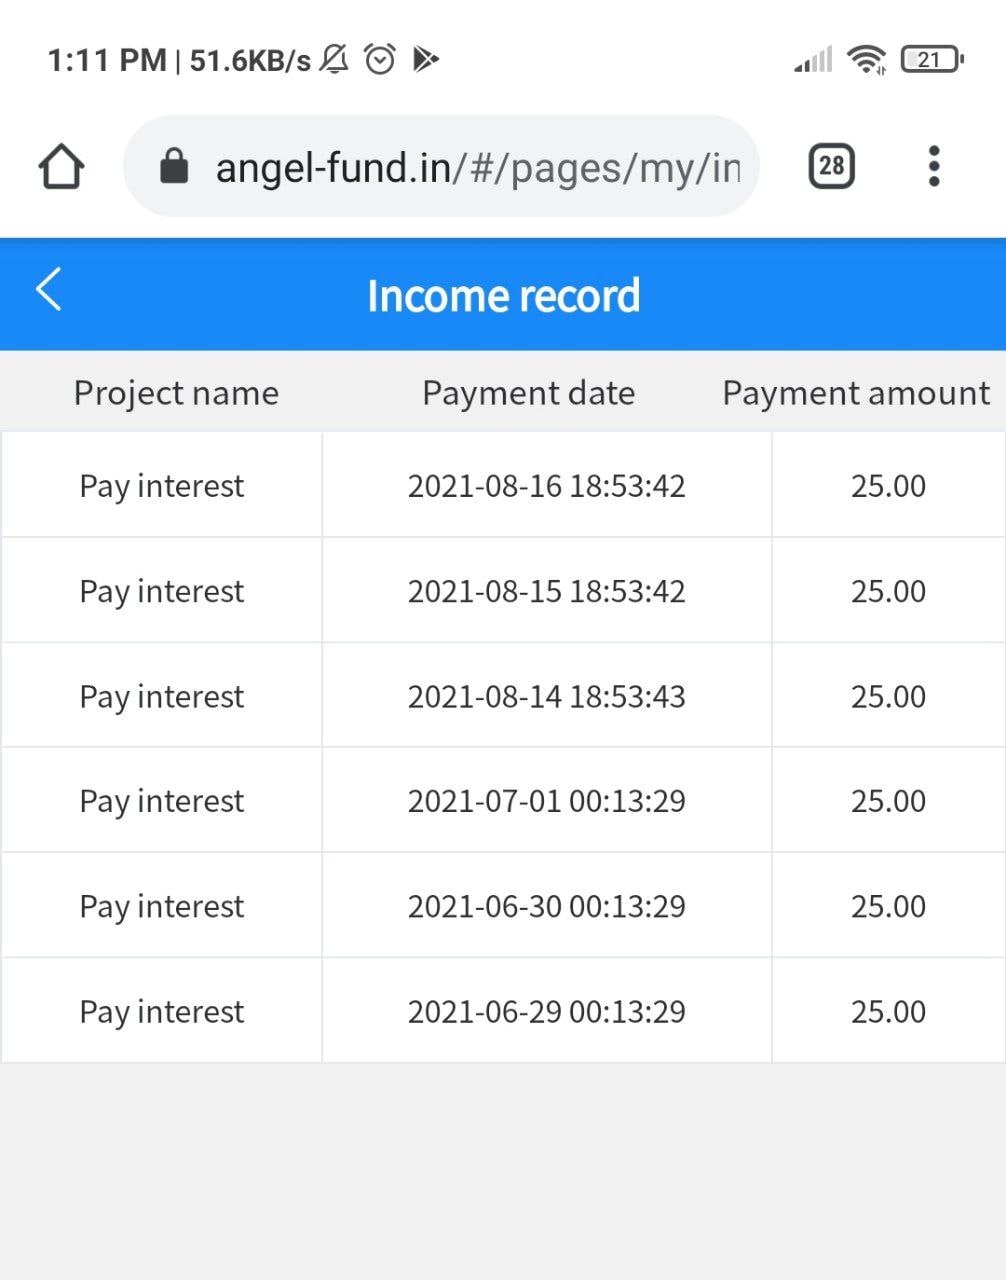 1:11 PM | 51.6KB/s 21
angel-fund.in/#/pages/my/in 28
Income record
Project name Payment date Payment amount
Pay interest 2021-08-16 18:53:42 25.00
Pay interest 2021-08-15 18:53:42 25.00
Pay interest 2021-08-14 18:53:43 25.00
Pay interest 2021-07-01 00:13:29 25.00
Pay interest 2021-06-30 00:13:29 25.00
Pay interest 2021-06-29 00:13:29 25.00